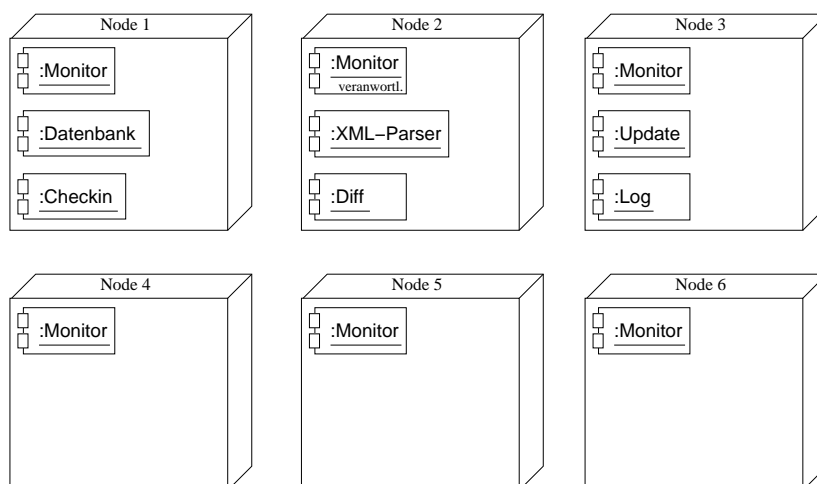 Node 1
:Monitor
:Datenbank
:Checkin
Node 2
:Monitor
veranwortl.
:XML−Parser
:Diff
Node 3
:Monitor
:Update
:Log
Node 4
:Monitor
Node 5
:Monitor
Node 6
:Monitor